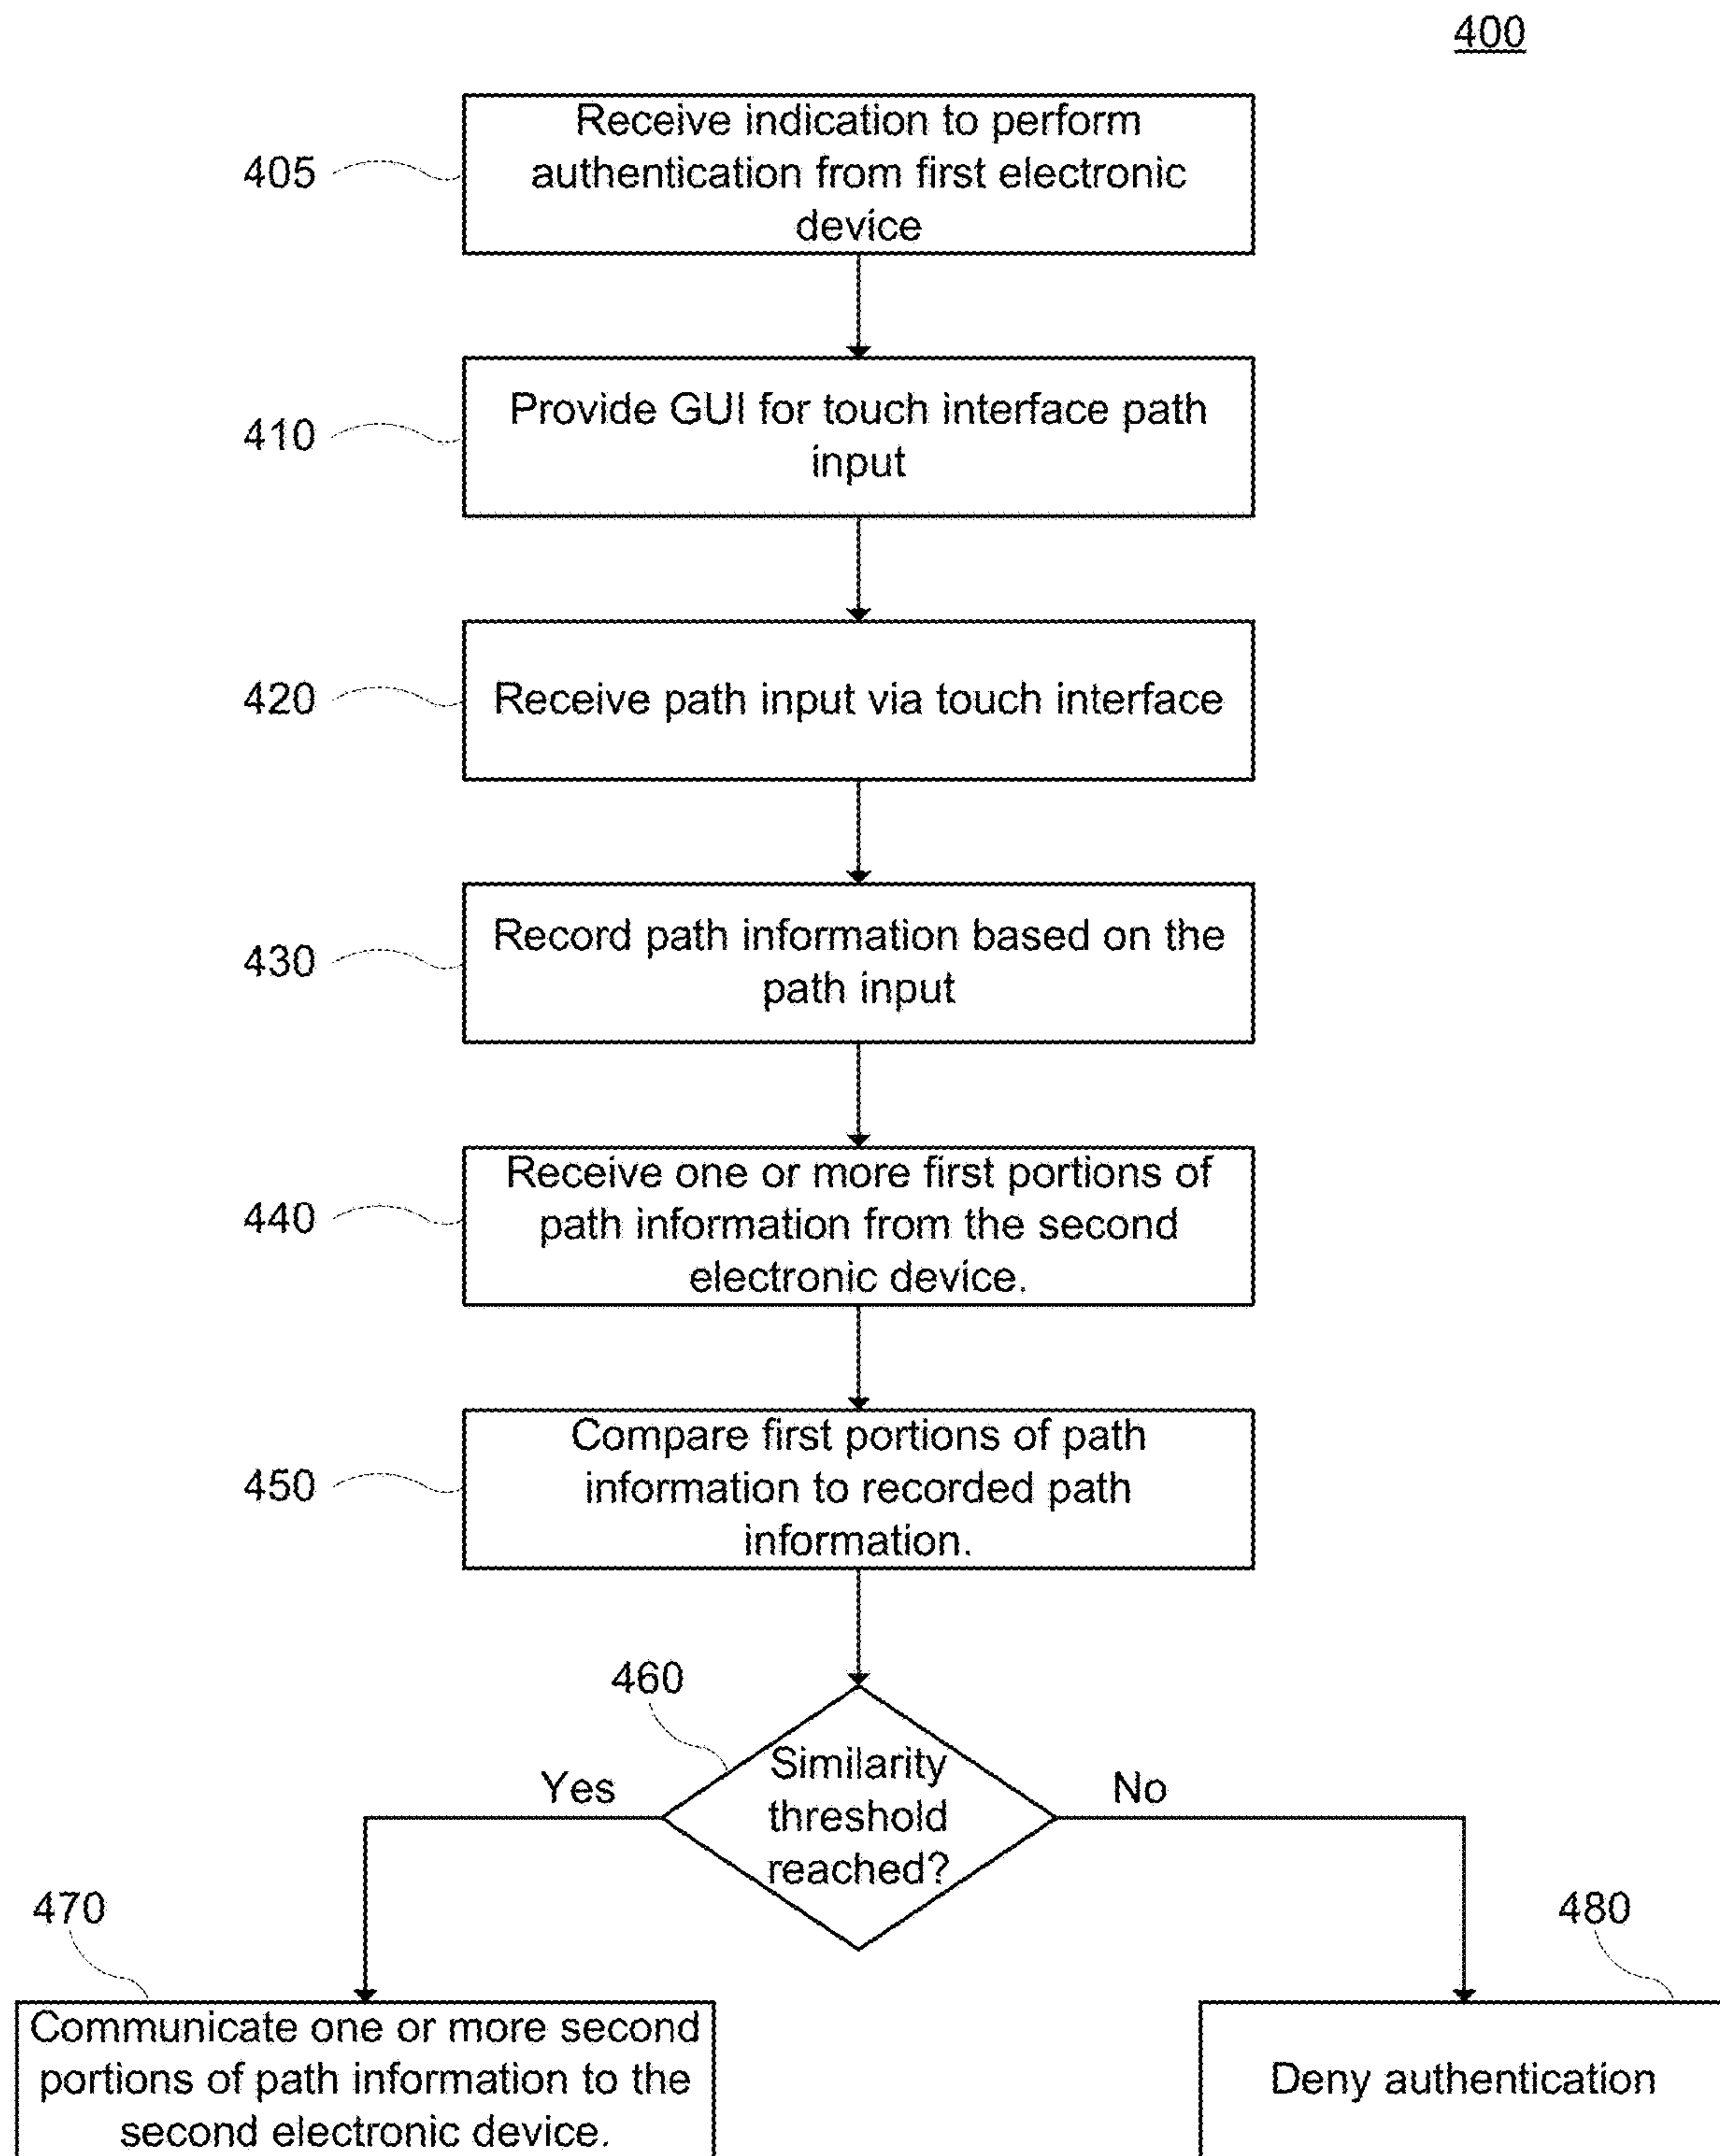 400
Receive indication to perform
405
authentication from first electronic
device
Provide GUI for touch interface path
410
input
420
Receive path input via touch interface
Record path information based on the
430
path input
Receive one or more first portions of
440
path information from the second
electronic device.
Compare first portions of path
450
information to recorded path
information.
460
Similarity
threshold
reached?
Yes
No
470
480
Communicate one or more second
portions of path information to the
second electronic device.
Deny authentication